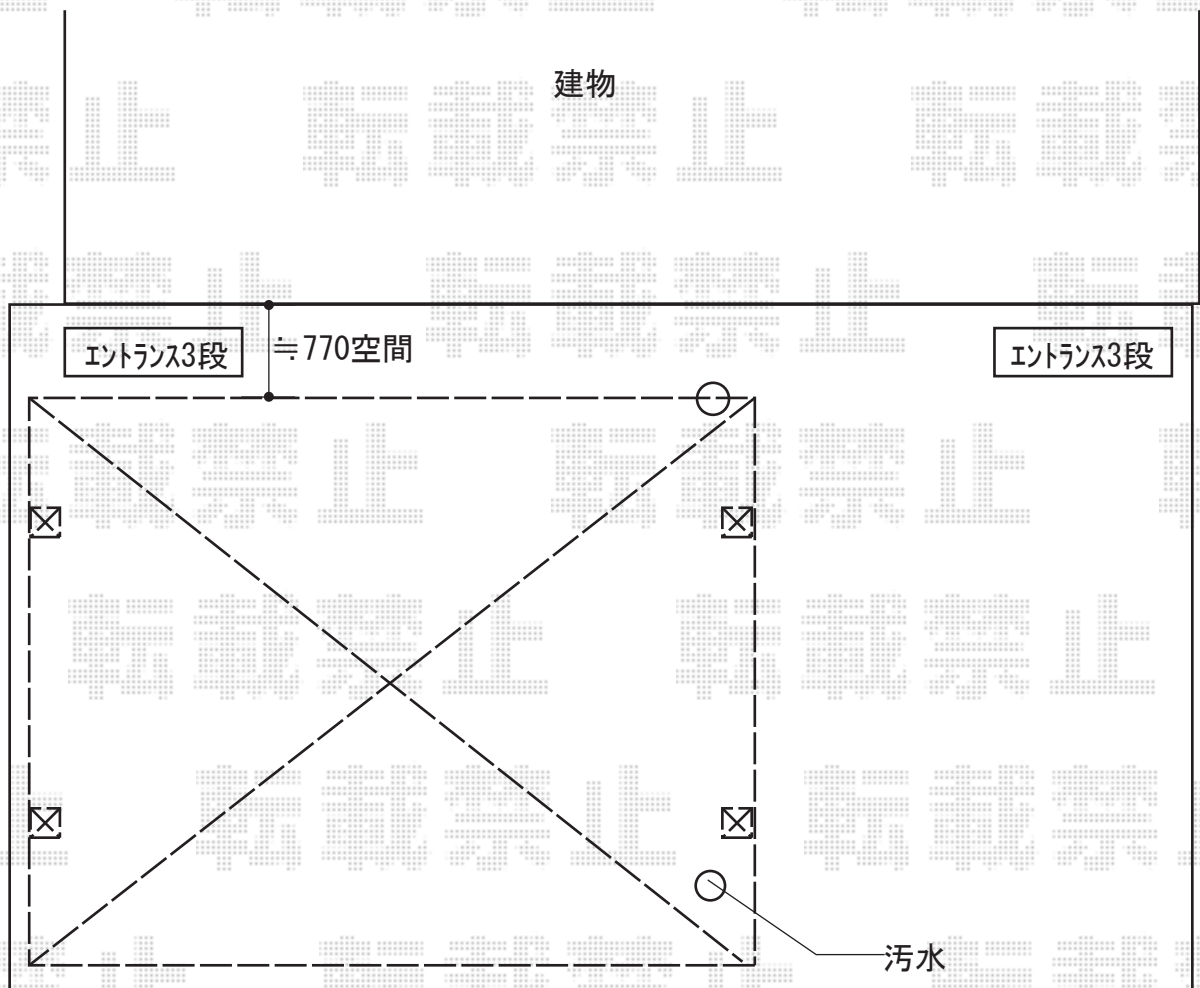 建物
エントランス3段
≒770空間
エントランス3段
汚水
転載禁止